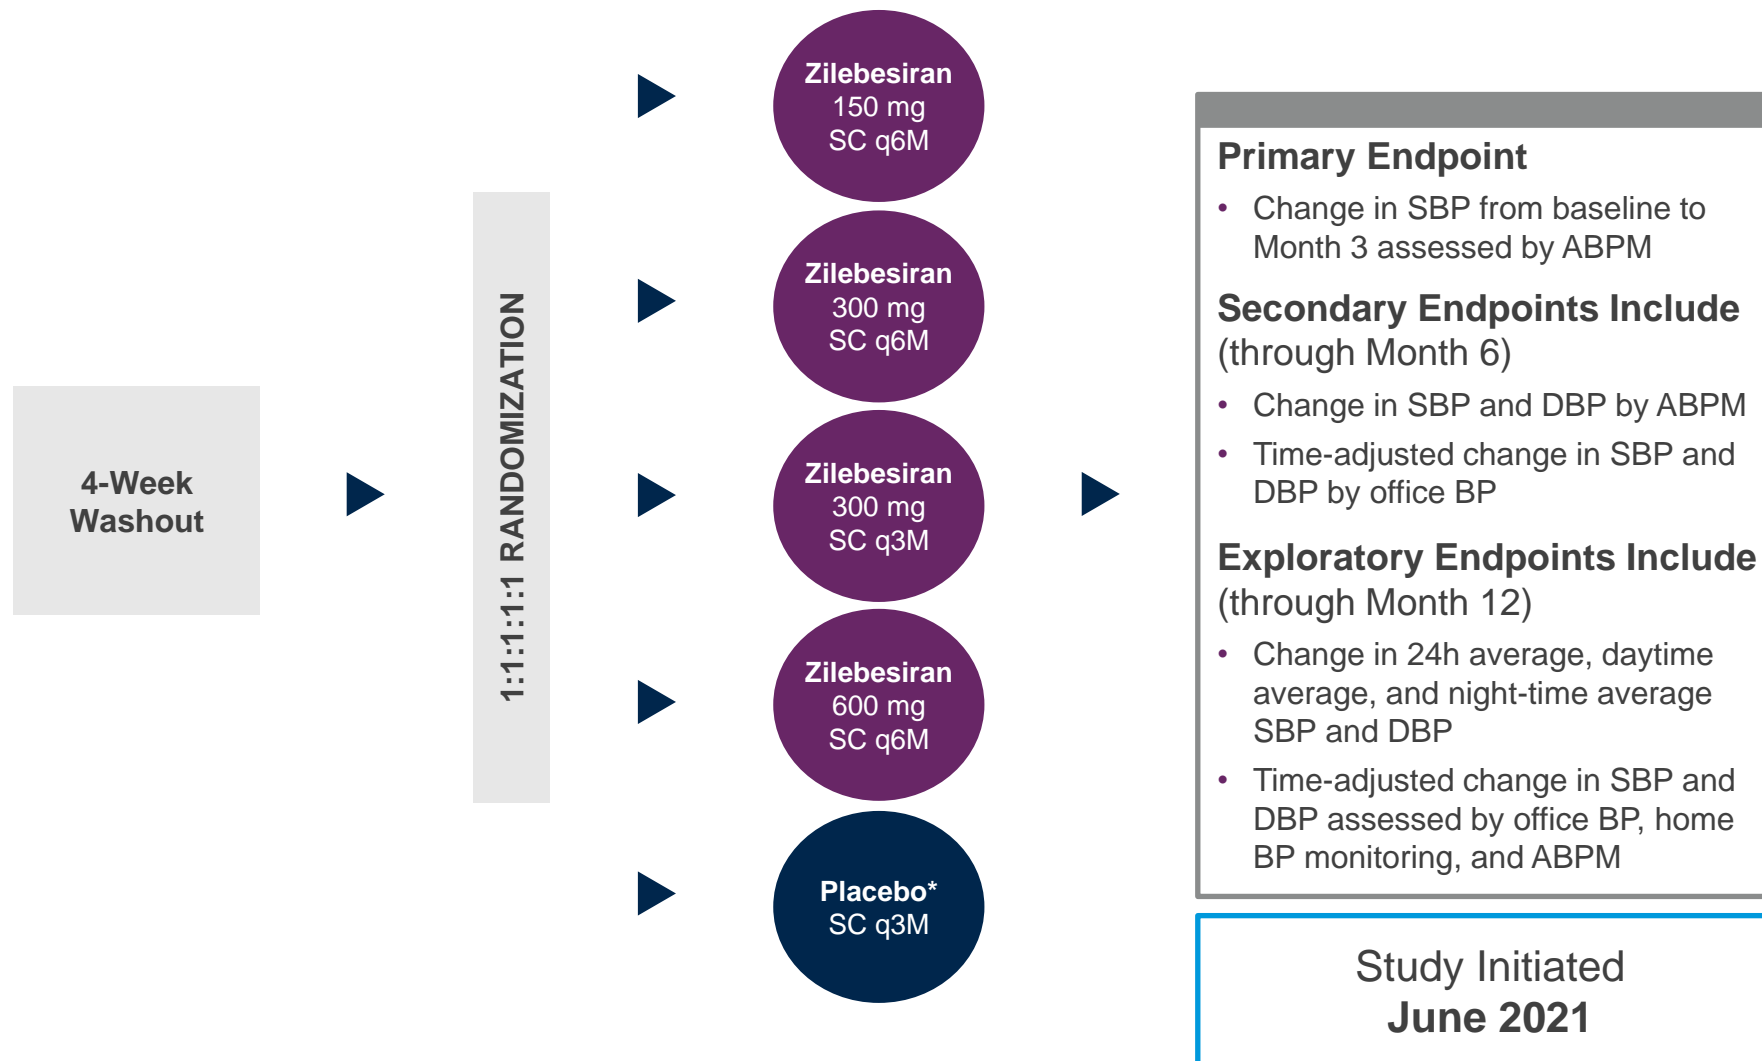 4-Week
Washout
1:1:1:1:1 RANDOMIZATION
Zilebesiran
150 mg
SC q6M
Zilebesiran
300 mg
SC q6M
Zilebesiran
300 mg
SC q3M
Zilebesiran
600 mg
SC q6M
Placebo*
SC q3M
Primary Endpoint
• Change in SBP from baseline to
Month 3 assessed by ABPM
Secondary Endpoints Include
(through Month 6)
• Change in SBP and DBP by ABPM
• Time-adjusted change in SBP and
DBP by office BP
Exploratory Endpoints Include
(through Month 12)
• Change in 24h average, daytime
average, and night-time average
SBP and DBP
• Time-adjusted change in SBP and
DBP assessed by office BP, home
BP monitoring, and ABPM
Study Initiated
June 2021